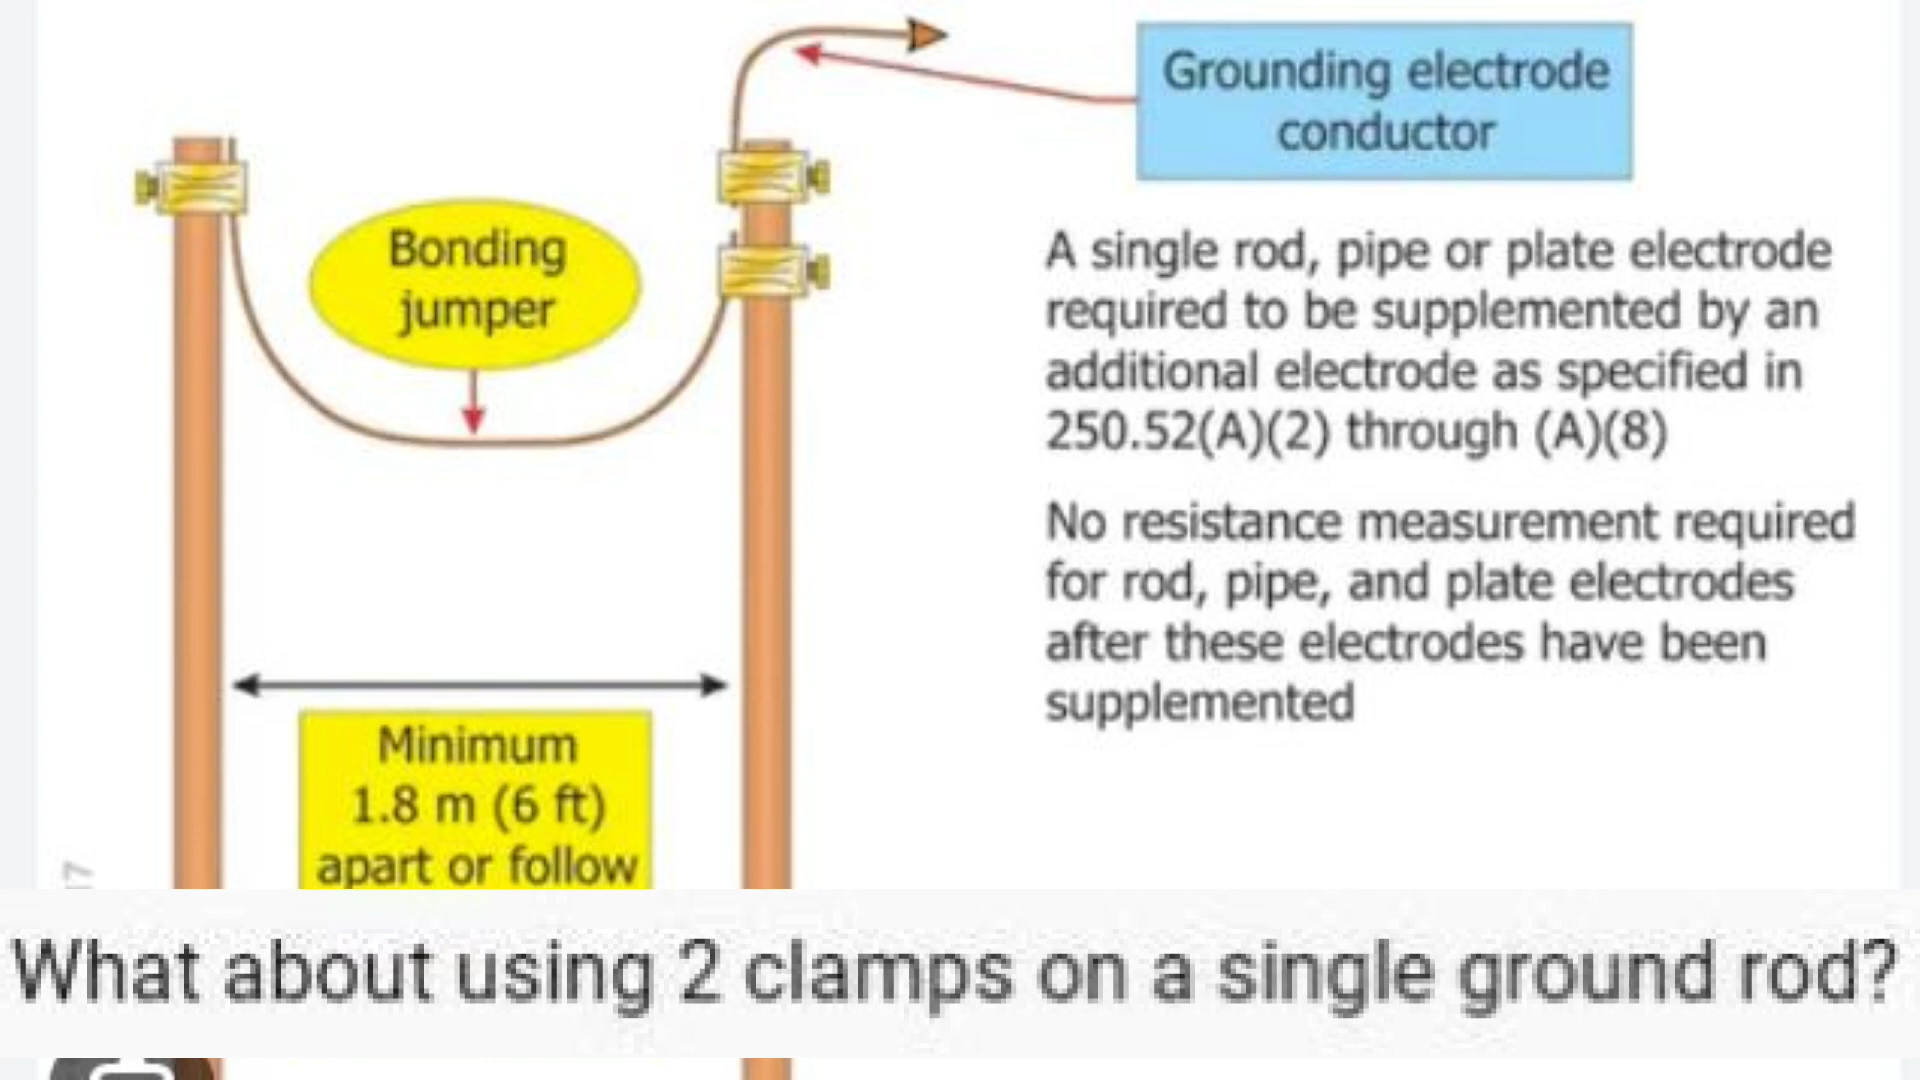 Grounding electrode
conductor
Bonding
jumper
A single rod, pipe or plate electrode
required to be supplemented by an
additional electrode as specified in
250.52(A)(2) through (A)(8)
No resistance measurement required
for rod, pipe, and plate electrodes
after these electrodes have been
supplemented
Minimum
1.8 m (6 ft)
apart or follow
What about using 2 clamps on a single ground rod?